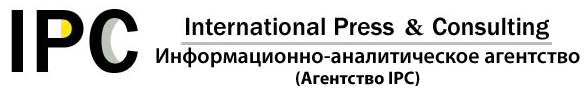 IPC
International Press & Consulting
Информационно-аналитическое агентство
(Агентство IPC)